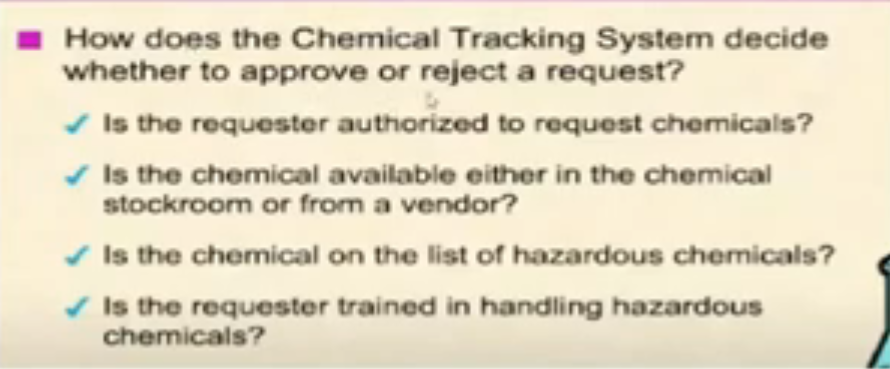 How does the Chemical Tracking System decide
whether to approve or reject a request?
Is the requester authorized to request chemicals?
Is the chemical available either in the chemical
stockroom or from a vendor?
Is the chemical on the list of hazardous chemicals?
Is the requester trained in handling hazardous
chemicals?